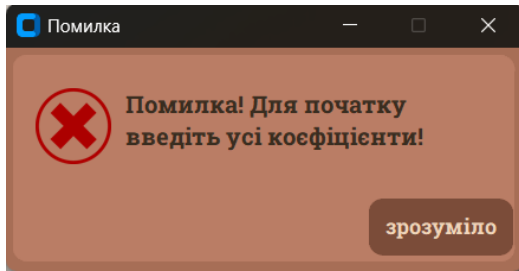 Помилка
Помилка! Для початку
введіть усі коефіцієнти!
зрозуміло